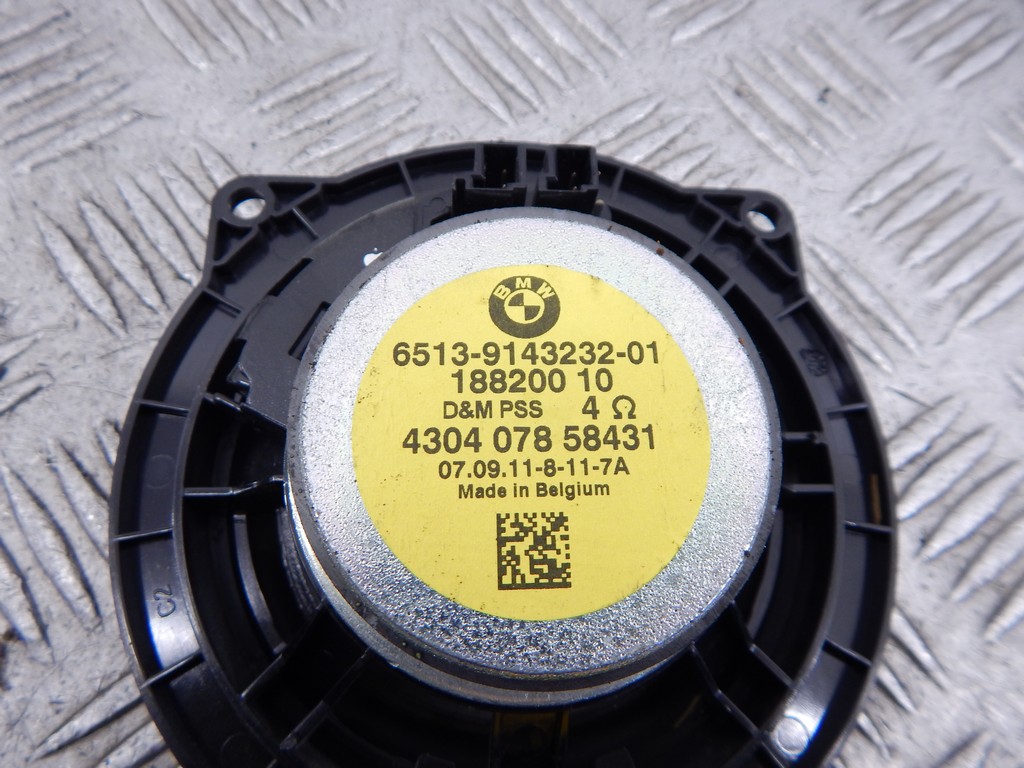 BMW
6513-9143232-01
188200 10
D&M PSS 4 Ω
4304 078 58431
07.09.11-8-11-7A
Made in Belgium
C2